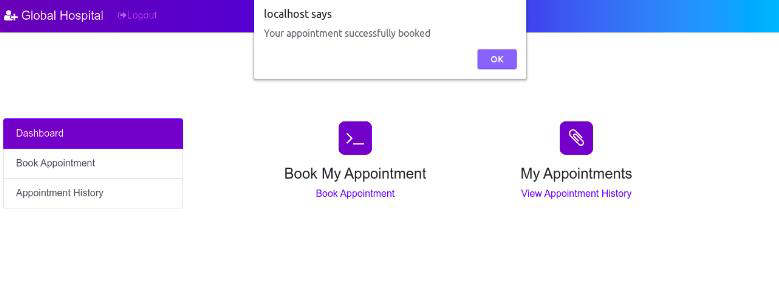 Global Hospital Logout
localhost says
Your appointment successfully booked
OK
Dashboard
Book Appointment
Appointment History
Book My Appointment
Book Appointment
My Appointments
View Appointment History